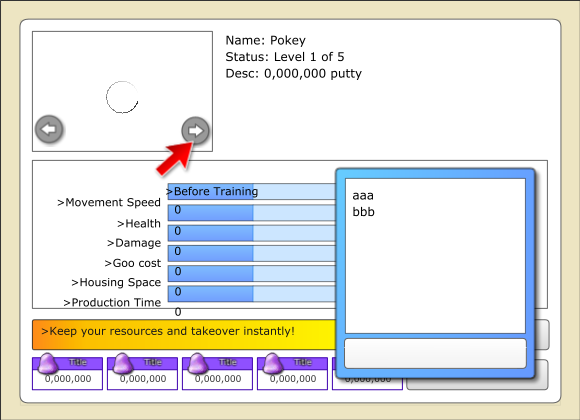 Name: Pokey
Status: Level 1 of 5
Desc: 0,000,000 putty
>Before Training
>Movement Speed
0
>Health
0
>Damage
0
>Goo cost
0
>Housing Space
0
>Production Time
0
aaa
bbb
>Keep your resources and takeover instantly!
Title
Title
Title
Title
0,000,000
0,000,000
0,000,000
0,000,000
0,000,000